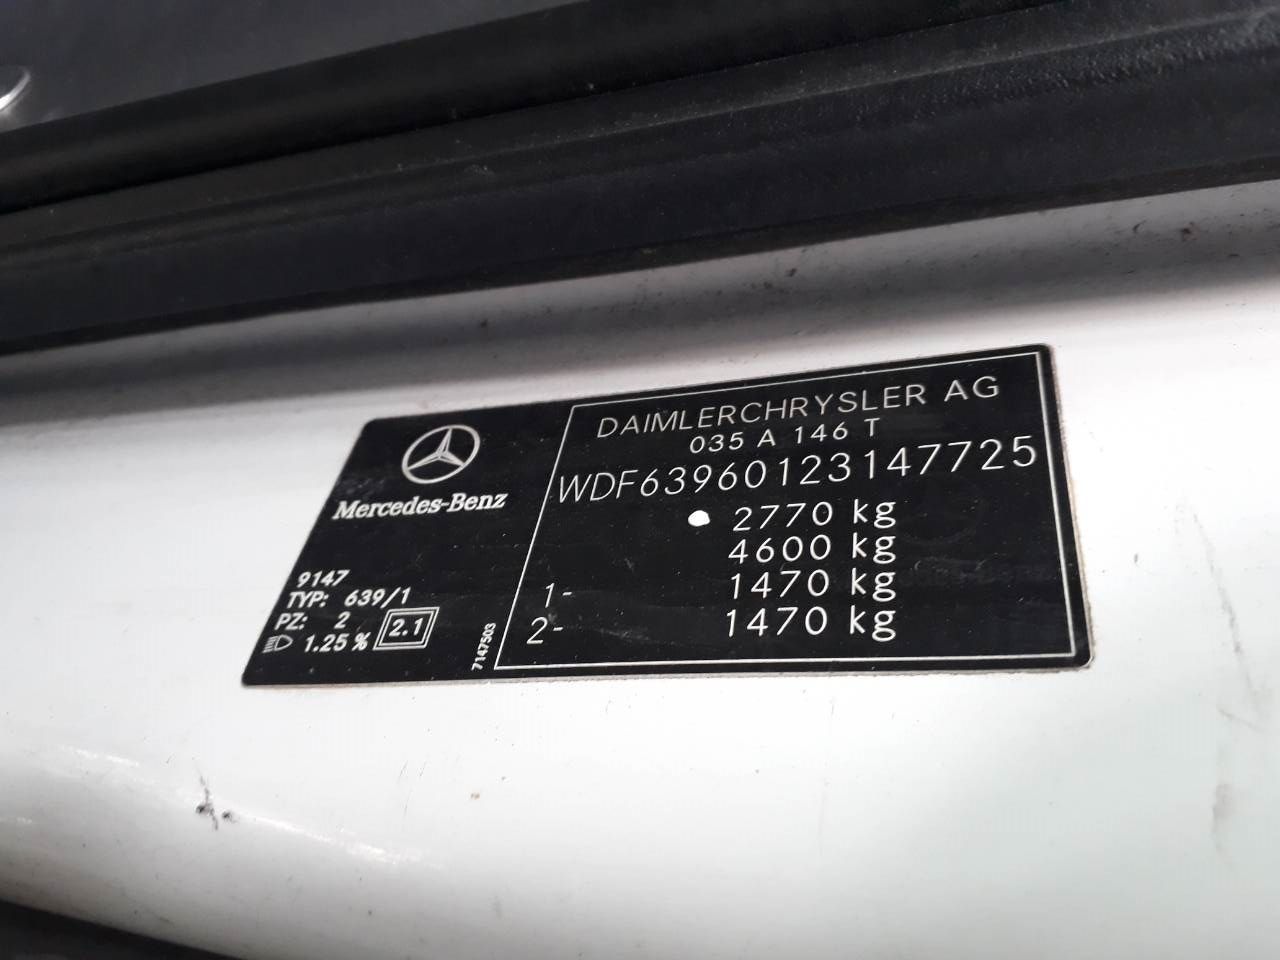 Mercedes-Benz
9147
TYP: 639/1
PZ: 2
1.25 %
2.1
7147503
DAIMLERCHRYSLER AG
035 A 146 T
WDF63960123147725
2770 kg
4600 kg
1- 1470 kg
2- 1470 kg